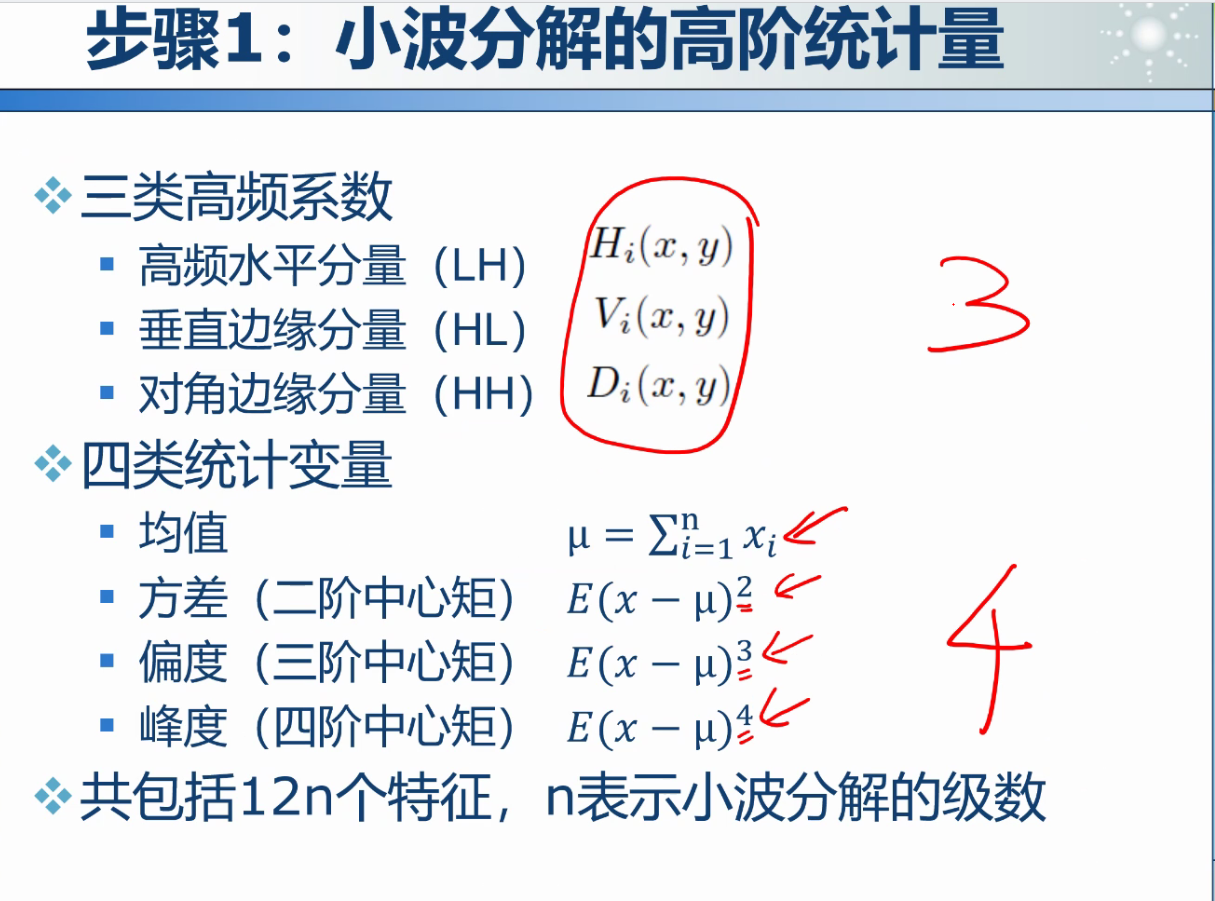 步骤1：小波分解的高阶统计量
三类高频系数
高频水平分量（LH） H_i(x, y)
垂直边缘分量（HL） V_i(x, y)
对角边缘分量（HH） D_i(x, y)
3
四类统计变量
均值 μ = ∑_{i=1}^{n} x_i
方差（二阶中心矩） E(x − μ)^2
偏度（三阶中心矩） E(x − μ)^3
峰度（四阶中心矩） E(x − μ)^4
4
共包括12n个特征，n表示小波分解的级数